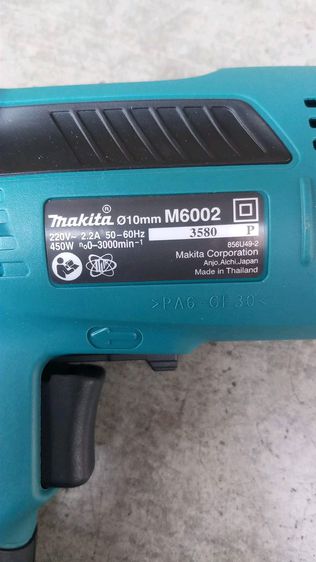 makita® Ø10mm M6002
220V~ 2.2A 50-60Hz 3580 P
450W n₀0-3000min⁻¹ 856U49-2
Makita Corporation
Anjo, Aichi, Japan
Made in Thailand
>PA6-GF30<